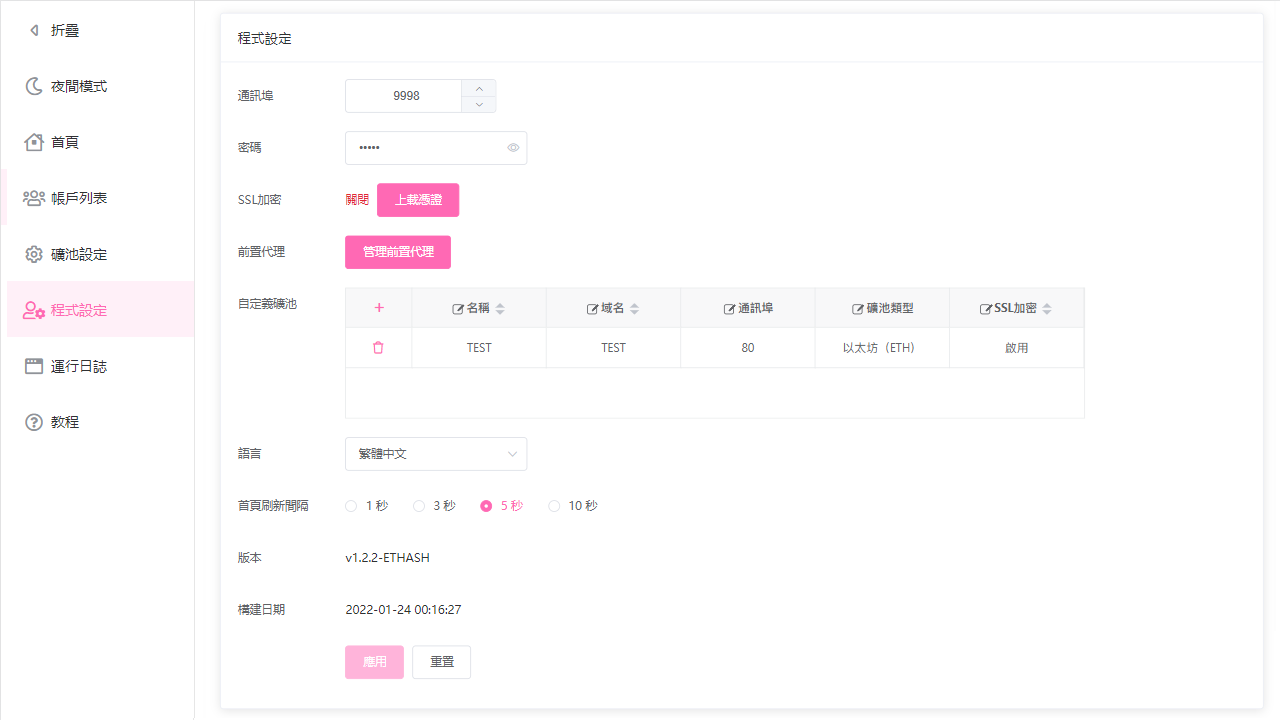 折疊
夜間模式
首頁
帳戶列表
礦池設定
程式設定
運行日誌
教程
程式設定
通訊埠 9998
密碼 •••••
SSL加密 關閉 上載憑證
前置代理 管理前置代理
自定義礦池 + 名稱 域名 通訊埠 礦池類型 SSL加密
TEST TEST 80 以太坊（ETH） 啟用
語言 繁體中文
首頁刷新間隔 1 秒 3 秒 5 秒 10 秒
版本 v1.2.2-ETHASH
構建日期 2022-01-24 00:16:27
應用 重置